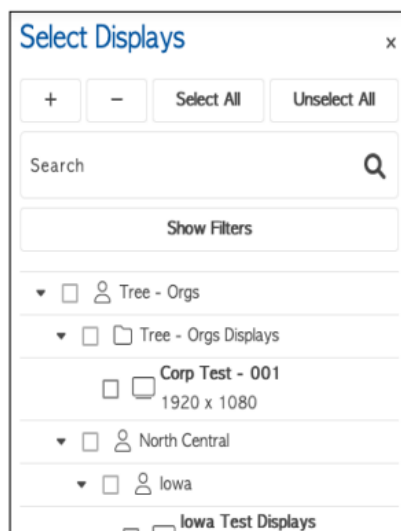 Select Displays x
+ − Select All Unselect All
Search
Show Filters
Tree - Orgs
Tree - Orgs Displays
Corp Test - 001
1920 x 1080
North Central
Iowa
Iowa Test Displays